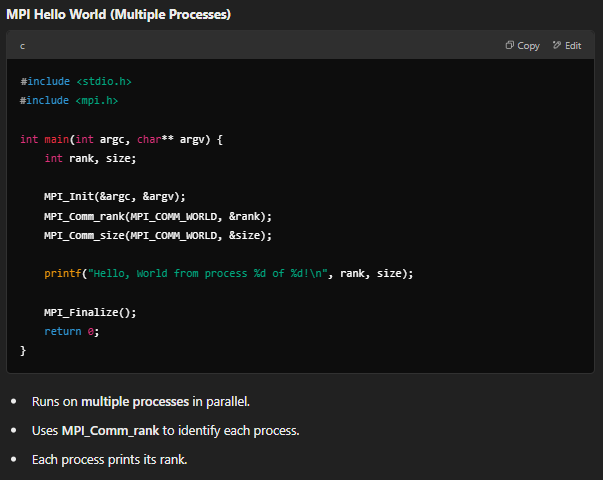 MPI Hello World (Multiple Processes)
c
Copy
Edit
#include <stdio.h>
#include <mpi.h>
int main(int argc, char** argv) {
    int rank, size;
    MPI_Init(&argc, &argv);
    MPI_Comm_rank(MPI_COMM_WORLD, &rank);
    MPI_Comm_size(MPI_COMM_WORLD, &size);
    printf("Hello, World from process %d of %d!\n", rank, size);
    MPI_Finalize();
    return 0;
}
• Runs on multiple processes in parallel.
• Uses MPI_Comm_rank to identify each process.
• Each process prints its rank.